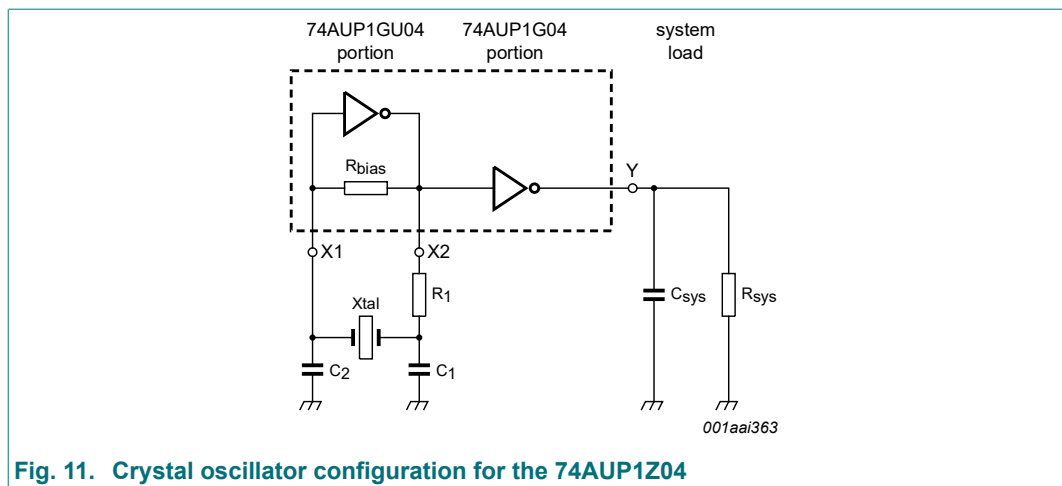 74AUP1GU04 portion
74AUP1G04 portion
system load
Rbias
Y
X1
X2
R1
Xtal
C2
C1
Csys
Rsys
001aai363
Fig. 11. Crystal oscillator configuration for the 74AUP1Z04